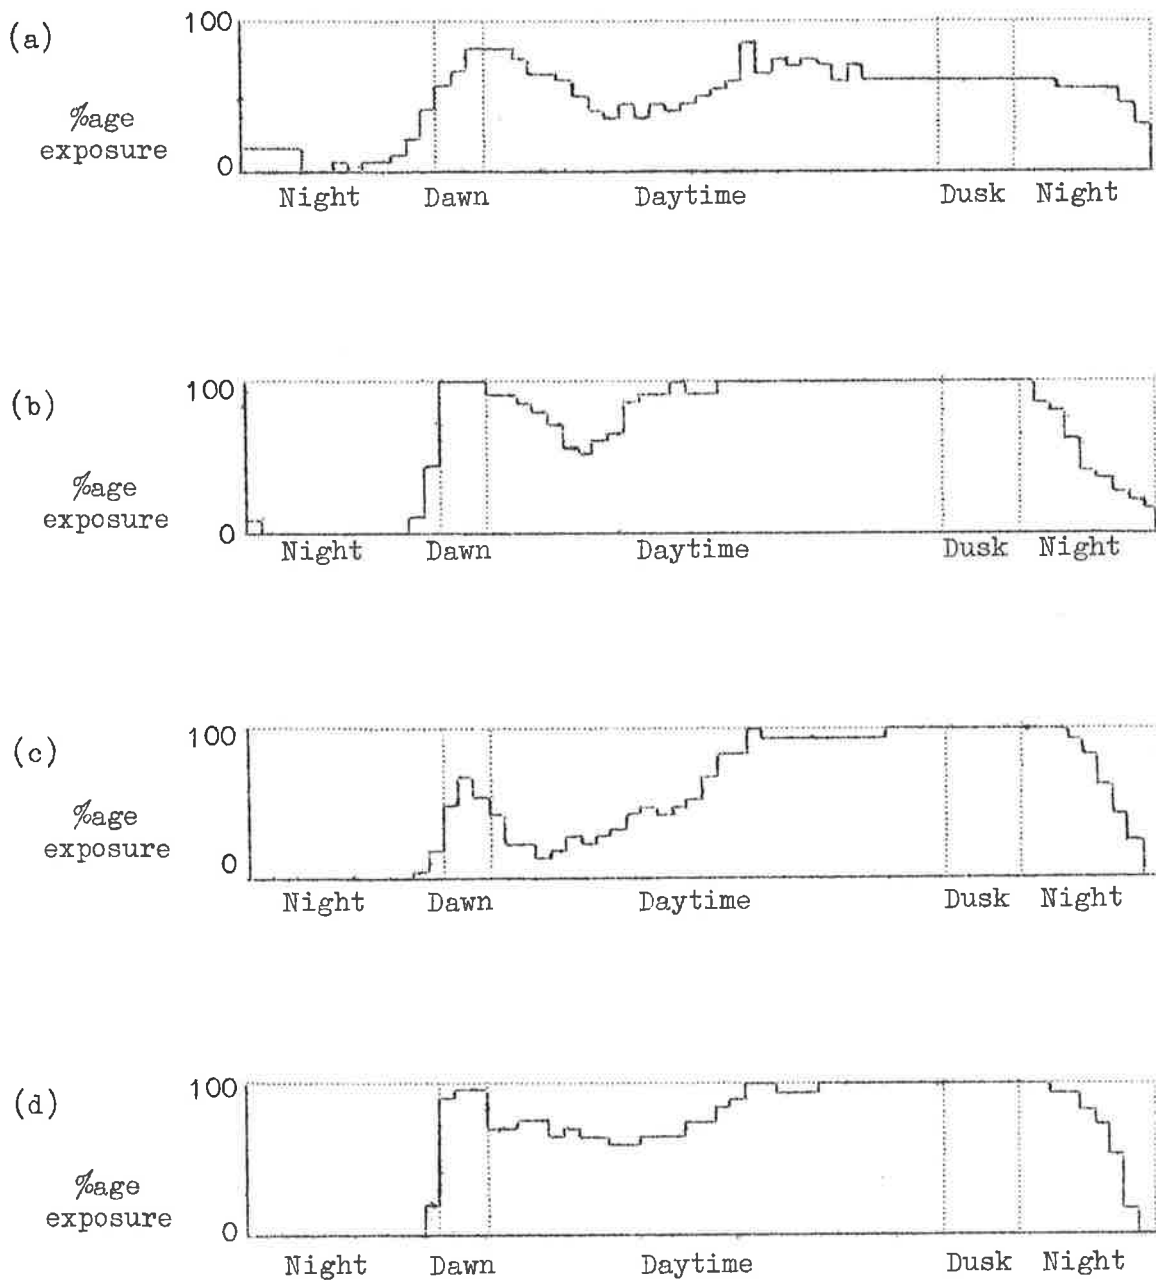 (a)
100
%age
exposure
0
Night Dawn Daytime Dusk Night
(b)
100
%age
exposure
0
Night Dawn Daytime Dusk Night
(c)
100
%age
exposure
0
Night Dawn Daytime Dusk Night
(d)
100
%age
exposure
0
Night Dawn Daytime Dusk Night